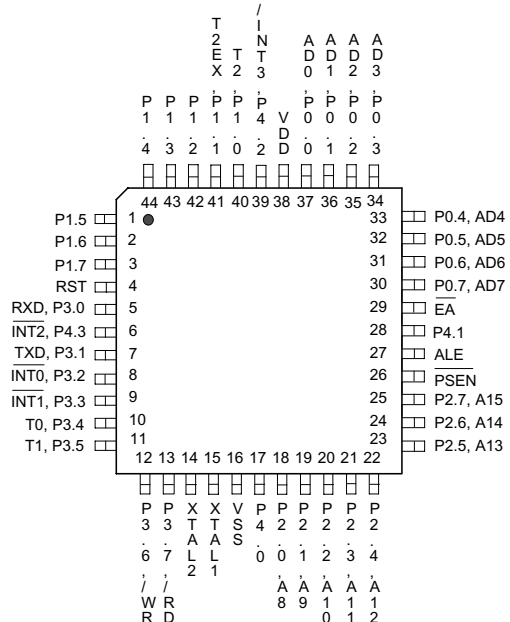 P1.4
P1.3
P1.2
T2EX,P1.1
T2,P1.0
/INT3,P4.2
VDD
AD0,P0.0
AD1,P0.1
AD2,P0.2
AD3,P0.3
44 43 42 41 40 39 38 37 36 35 34
P1.5 1
P1.6 2
P1.7 3
RST 4
RXD, P3.0 5
INT2, P4.3 6
TXD, P3.1 7
INT0, P3.2 8
INT1, P3.3 9
T0, P3.4 10
T1, P3.5 11
33 P0.4, AD4
32 P0.5, AD5
31 P0.6, AD6
30 P0.7, AD7
29 EA
28 P4.1
27 ALE
26 PSEN
25 P2.7, A15
24 P2.6, A14
23 P2.5, A13
12 13 14 15 16 17 18 19 20 21 22
P3.6,/WR
P3.7,/RD
XTAL2
XTAL1
VSS
P4.0
P2.0,A8
P2.1,A9
P2.2,A10
P2.3,A11
P2.4,A12